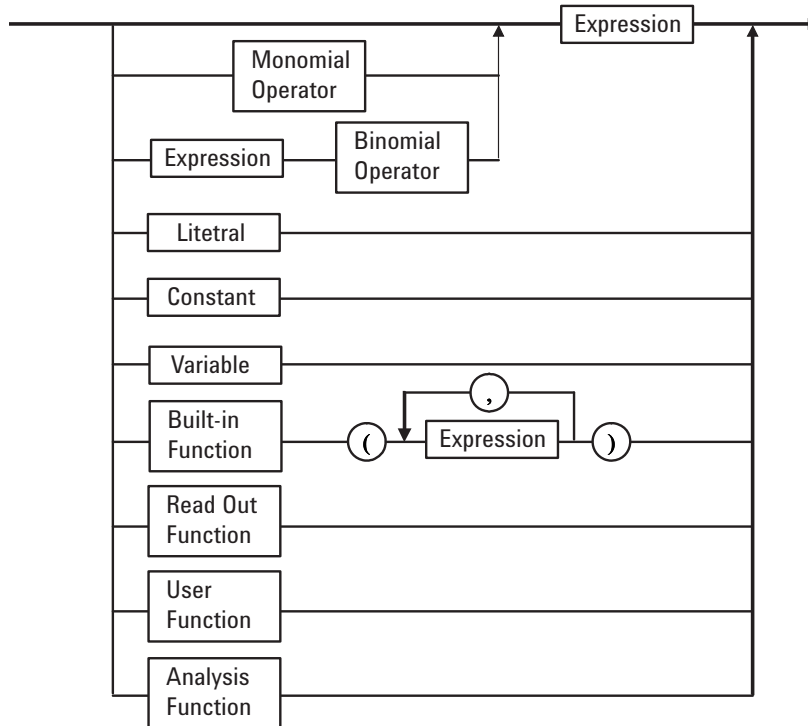 Expression
Monomial
Operator
Expression
Binomial
Operator
Litetral
Constant
Variable
,
Built-in
Function
(
Expression
)
Read Out
Function
User
Function
Analysis
Function